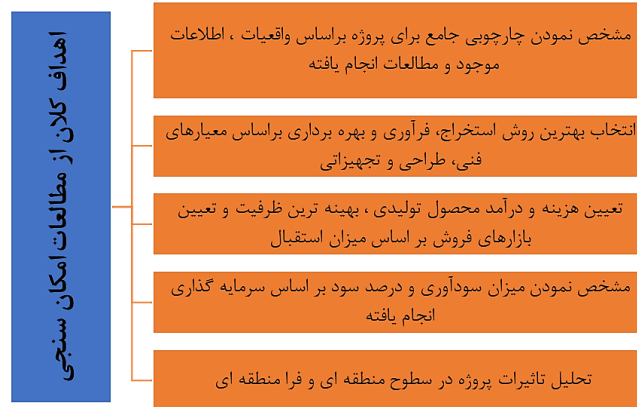 اهداف کلان از مطالعات امکان سنجی
مشخص نمودن چارچوبی جامع برای پروژه براساس واقعیات ، اطلاعات
موجود و مطالعات انجام یافته
انتخاب بهترین روش استخراج، فرآوری و بهره برداری براساس معیارهای
فنی، طراحی و تجهیزاتی
تعیین هزینه و درآمد محصول تولیدی ، بهینه ترین ظرفیت و تعیین
بازارهای فروش بر اساس میزان استقبال
مشخص نمودن میزان سودآوری و درصد سود بر اساس سرمایه گذاری
انجام یافته
تحلیل تاثیرات پروژه در سطوح منطقه ای و فرا منطقه ای